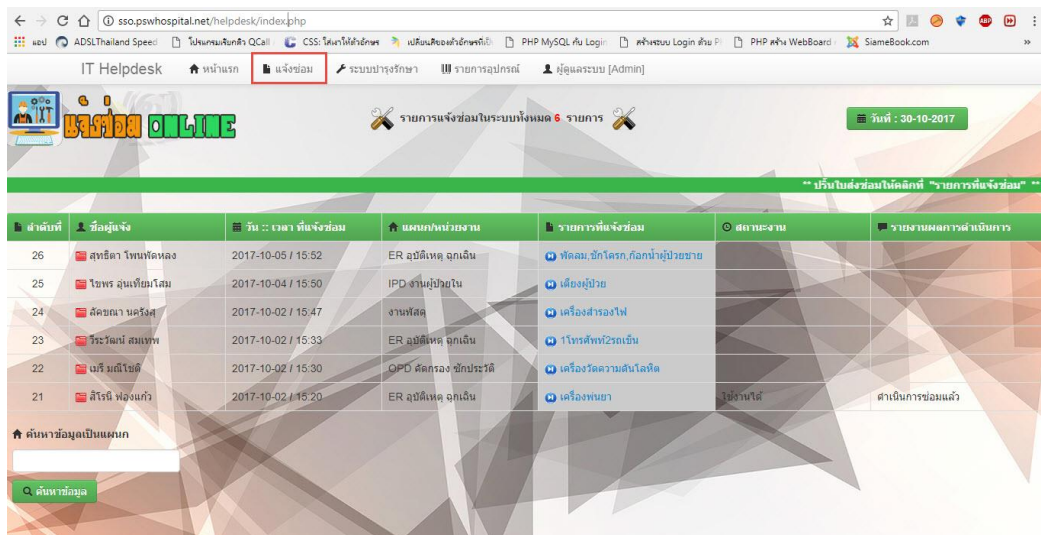 sso.pswhospital.net/helpdesk/index.php
แอป ADSLThailand Speed โปรแกรมเรียกคิว QCall CSS: ใส่เงาให้ตัวอักษร เปลี่ยนสีของตัวอักษรที่เป็ PHP MySQL กับ Login สร้างระบบ Login ด้วย P PHP สร้าง WebBoard SiameBook.com »
IT Helpdesk หน้าแรก แจ้งซ่อม ระบบบำรุงรักษา รายการอุปกรณ์ ผู้ดูแลระบบ [Admin]
แจ้งซ่อม ONLINE
รายการแจ้งซ่อมในระบบทั้งหมด 6 รายการ
วันที่ : 30-10-2017
** ปริ้นใบส่งซ่อมให้คลิกที่ "รายการที่แจ้งซ่อม" **
ลำดับที่ ชื่อผู้แจ้ง วัน :: เวลา ที่แจ้งซ่อม แผนก/หน่วยงาน รายการที่แจ้งซ่อม สถานะงาน รายงานผลการดำเนินการ
26 สุทธิตา โพนทัดหลง 2017-10-05 / 15:52 ER อุบัติเหตุ ฉุกเฉิน พัดลม,ชักโครก,ก๊อกน้ำผู้ป่วยชาย
25 ไขพร อุ่นเทียมโสม 2017-10-04 / 15:50 IPD งานผู้ป่วยใน เตียงผู้ป่วย
24 ลัคขณา นครังสุ 2017-10-02 / 15:47 งานพัสดุ เครื่องสำรองไฟ
23 วีระวัฒน์ สมเทพ 2017-10-02 / 15:33 ER อุบัติเหตุ ฉุกเฉิน 1โทรศัพท์2รถเข็น
22 เมรี มณีโชติ 2017-10-02 / 15:30 OPD คัดกรอง ซักประวัติ เครื่องวัดความดันโลหิต
21 สิโรนี ฟองแก้ว 2017-10-02 / 15:20 ER อุบัติเหตุ ฉุกเฉิน เครื่องพ่นยา ใช้งานได้ ดำเนินการซ่อมแล้ว
ค้นหาข้อมูลเป็นแผนก
ค้นหาข้อมูล